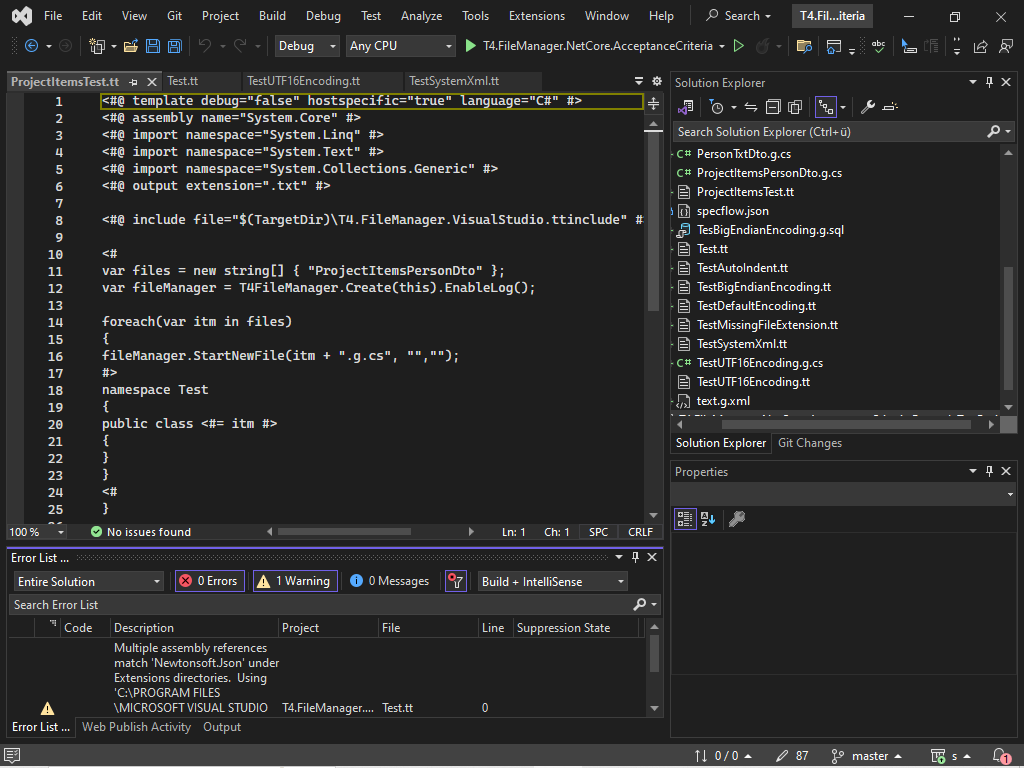 File Edit View Git Project Build Debug Test Analyze Tools Extensions Window Help Search T4.Fil...iteria
Debug Any CPU T4.FileManager.NetCore.AcceptanceCriteria
ProjectItemsTest.tt Test.tt TestUTF16Encoding.tt TestSystemXml.tt
1 <#@ template debug="false" hostspecific="true" language="C#" #>
2 <#@ assembly name="System.Core" #>
3 <#@ import namespace="System.Linq" #>
4 <#@ import namespace="System.Text" #>
5 <#@ import namespace="System.Collections.Generic" #>
6 <#@ output extension=".txt" #>
7
8 <#@ include file="$(TargetDir)\T4.FileManager.VisualStudio.ttinclude" #
9
10 <#
11 var files = new string[] { "ProjectItemsPersonDto" };
12 var fileManager = T4FileManager.Create(this).EnableLog();
13
14 foreach(var itm in files)
15 {
16 fileManager.StartNewFile(itm + ".g.cs", "","");
17 #>
18 namespace Test
19 {
20 public class <#= itm #>
21 {
22 }
23 }
24 <#
25 }
100 % No issues found Ln: 1 Ch: 1 SPC CRLF
Error List ...
Entire Solution 0 Errors 1 Warning 0 Messages Build + IntelliSense
Search Error List
Code Description Project File Line Suppression State
Multiple assembly references
match 'Newtonsoft.Json' under
Extensions directories. Using
'C:\PROGRAM FILES
\MICROSOFT VISUAL STUDIO T4.FileManager.... Test.tt 0
Error List ... Web Publish Activity Output
Solution Explorer
Search Solution Explorer (Ctrl+ü)
C# PersonTxtDto.g.cs
C# ProjectItemsPersonDto.g.cs
ProjectItemsTest.tt
specflow.json
TesBigEndianEncoding.g.sql
Test.tt
TestAutoIndent.tt
TestBigEndianEncoding.tt
TestDefaultEncoding.tt
TestMissingFileExtension.tt
TestSystemXml.tt
C# TestUTF16Encoding.g.cs
TestUTF16Encoding.tt
text.g.xml
Solution Explorer Git Changes
Properties
0 / 0 87 master s 1